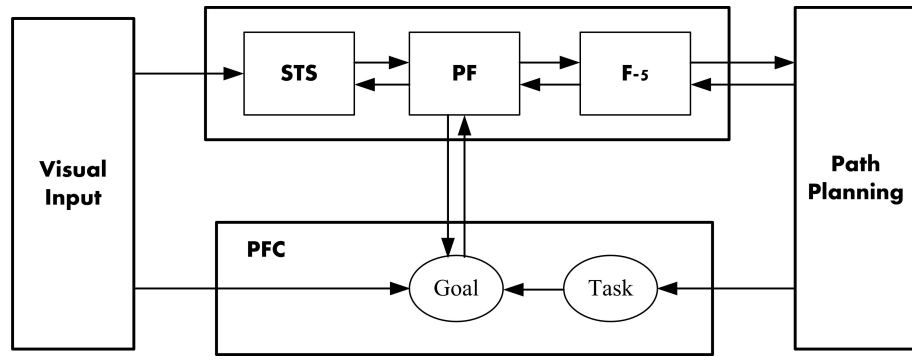 STS
PF
F-5
Visual
Input
Path
Planning
PFC
Goal
Task